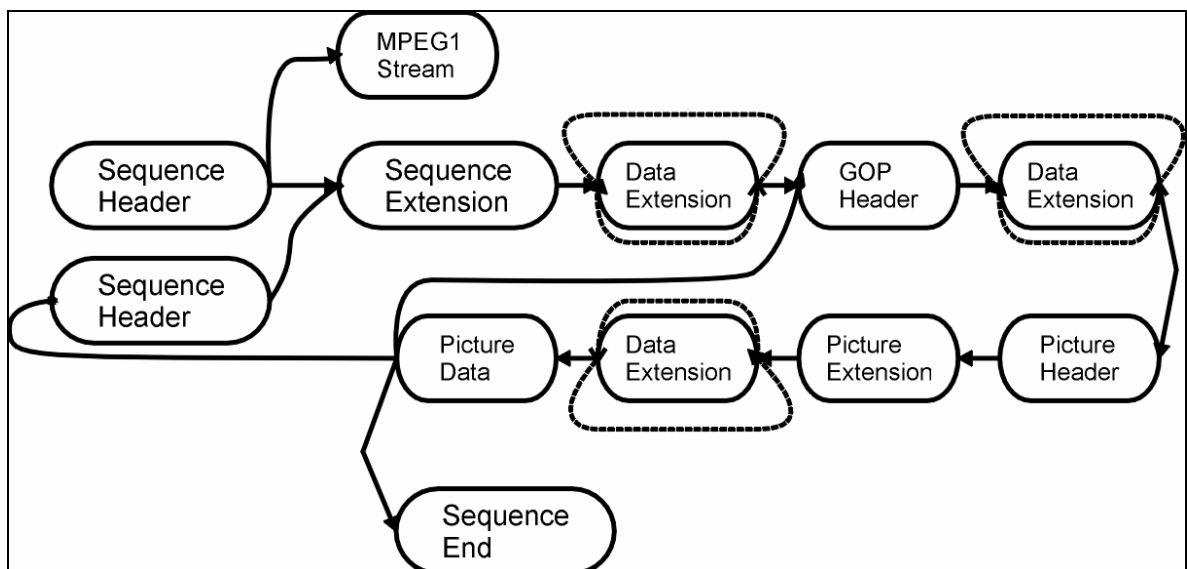 MPEG1
Stream
Sequence
Header
Sequence
Extension
Data
Extension
GOP
Header
Data
Extension
Sequence
Header
Picture
Data
Data
Extension
Picture
Extension
Picture
Header
Sequence
End